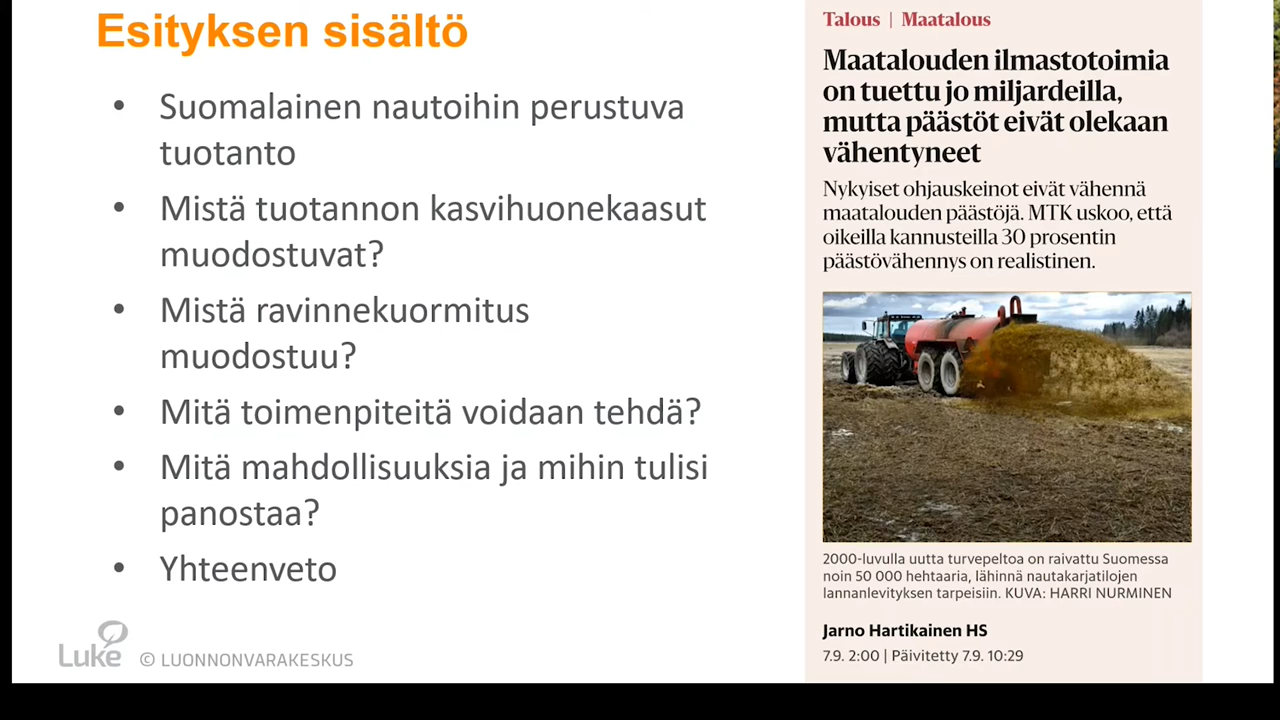 Esityksen sisältö
• Suomalainen nautoihin perustuva
tuotanto
• Mistä tuotannon kasvihuonekaasut
muodostuvat?
• Mistä ravinnekuormitus
muodostuu?
• Mitä toimenpiteitä voidaan tehdä?
• Mitä mahdollisuuksia ja mihin tulisi
panostaa?
• Yhteenveto
Luke © LUONNONVARAKESKUS
Talous | Maatalous
Maatalouden ilmastotoimia
on tuettu jo miljardeilla,
mutta päästöt eivät olekaan
vähentyneet
Nykyiset ohjauskeinot eivät vähennä
maatalouden päästöjä. MTK uskoo, että
oikeilla kannusteilla 30 prosentin
päästövähennys on realistinen.
2000-luvulla uutta turvepeltoa on raivattu Suomessa
noin 50 000 hehtaaria, lähinnä nautakarjatilojen
lannanlevityksen tarpeisiin. KUVA: HARRI NURMINEN
Jarno Hartikainen HS
7.9. 2:00 | Päivitetty 7.9. 10:29